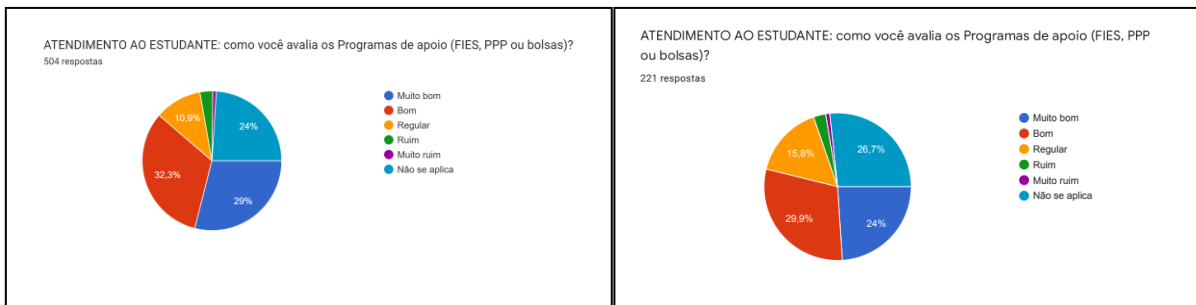 ATENDIMENTO AO ESTUDANTE: como você avalia os Programas de apoio (FIES, PPP ou bolsas)?
504 respostas
Muito bom
Bom
Regular
Ruim
Muito ruim
Não se aplica
10,9%
24%
32,3%
29%
ATENDIMENTO AO ESTUDANTE: como você avalia os Programas de apoio (FIES, PPP
ou bolsas)?
221 respostas
Muito bom
Bom
Regular
Ruim
Muito ruim
Não se aplica
15,8%
26,7%
29,9%
24%